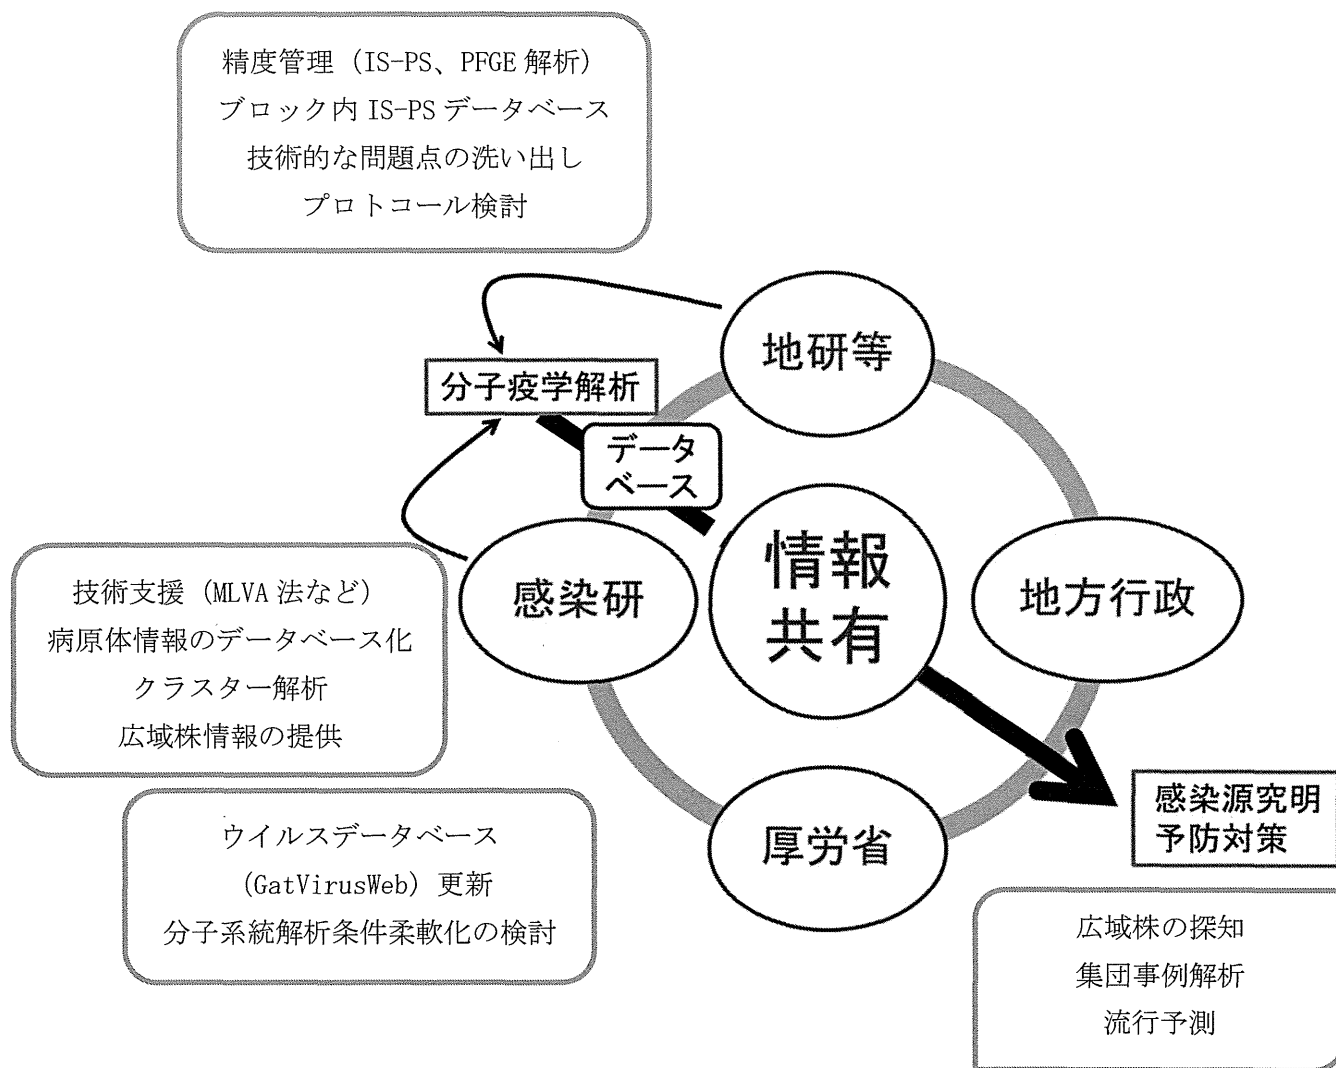 精度管理（IS-PS、PFGE 解析）
ブロック内 IS-PS データベース
技術的な問題点の洗い出し
プロトコール検討
地研等
分子疫学解析
データ
ベース
情報
共有
感染研
地方行政
技術支援（MLVA 法など）
病原体情報のデータベース化
クラスター解析
広域株情報の提供
厚労省
感染源究明
予防対策
ウイルスデータベース
（GatVirusWeb）更新
分子系統解析条件柔軟化の検討
広域株の探知
集団事例解析
流行予測